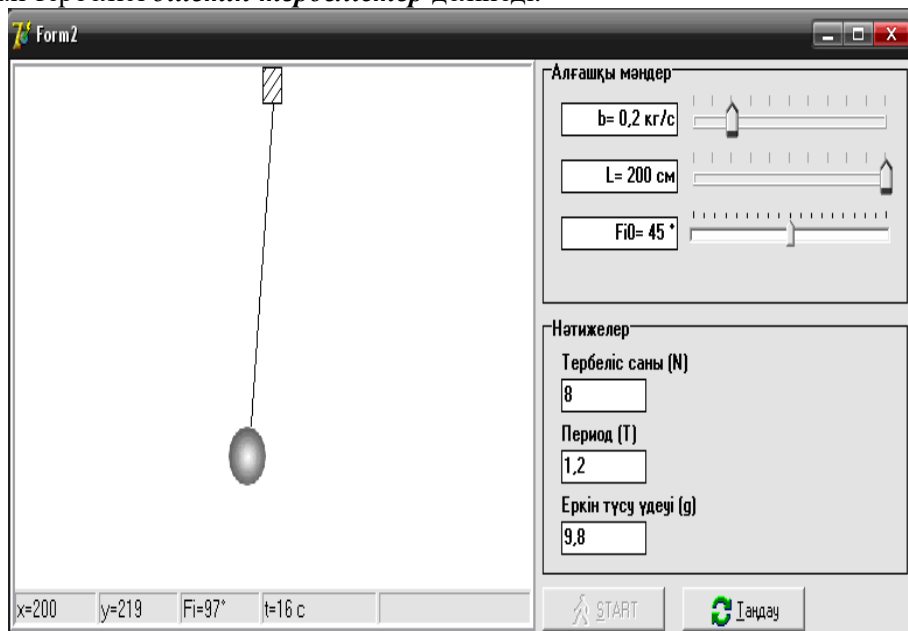 Form2
Алғашқы мәндер
b= 0,2 кг/с
L= 200 см
Fi0= 45 °
Нәтижелер
Тербеліс саны (N)
8
Период (T)
1,2
Еркін түсу үдеуі (g)
9,8
x=200 y=219 Fi=97° t=16 c
START Таңдау